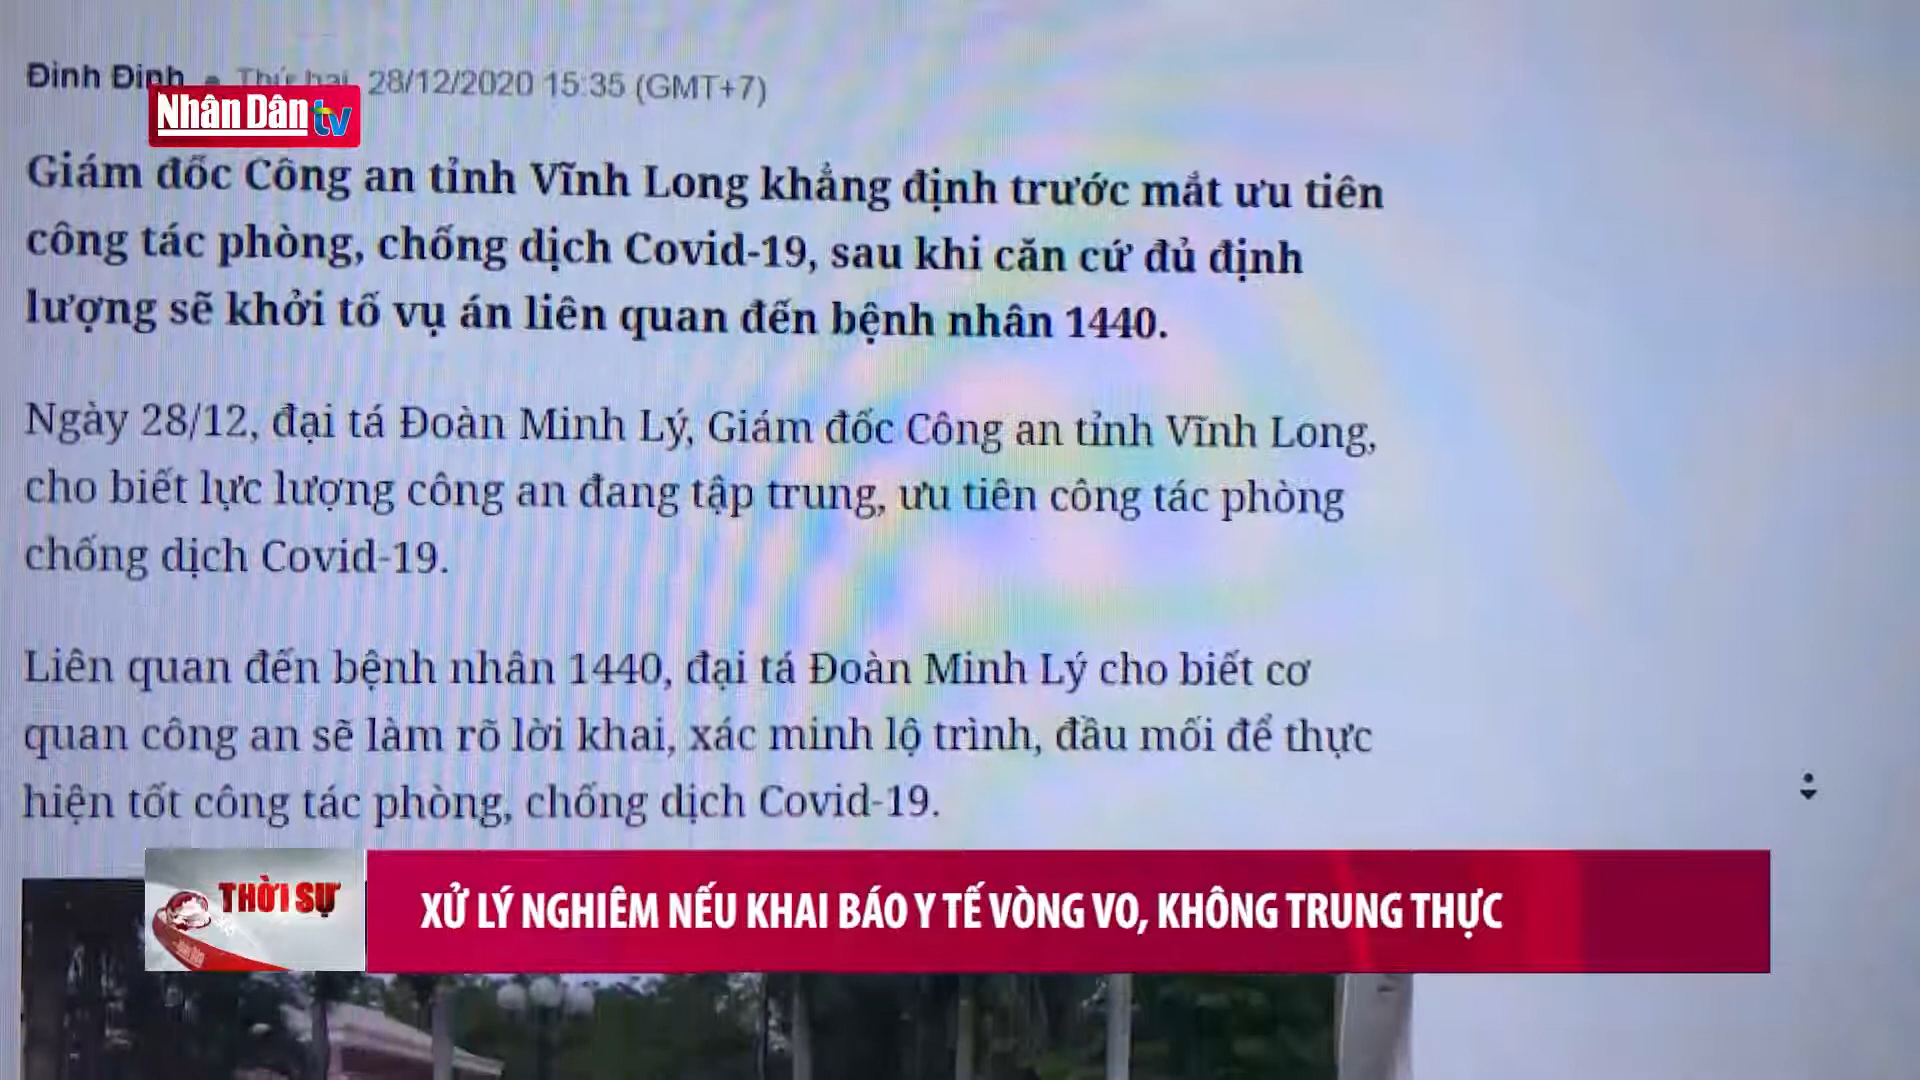 Đinh Định • Thứ hai, 28/12/2020 15:35 (GMT+7)
Nhân Dân tv
Giám đốc Công an tỉnh Vĩnh Long khẳng định trước mắt ưu tiên
công tác phòng, chống dịch Covid-19, sau khi căn cứ đủ định
lượng sẽ khởi tố vụ án liên quan đến bệnh nhân 1440.
Ngày 28/12, đại tá Đoàn Minh Lý, Giám đốc Công an tỉnh Vĩnh Long,
cho biết lực lượng công an đang tập trung, ưu tiên công tác phòng
chống dịch Covid-19.
Liên quan đến bệnh nhân 1440, đại tá Đoàn Minh Lý cho biết cơ
quan công an sẽ làm rõ lời khai, xác minh lộ trình, đầu mối để thực
hiện tốt công tác phòng, chống dịch Covid-19.
THỜI SỰ
XỬ LÝ NGHIÊM NẾU KHAI BÁO Y TẾ VÒNG VO, KHÔNG TRUNG THỰC